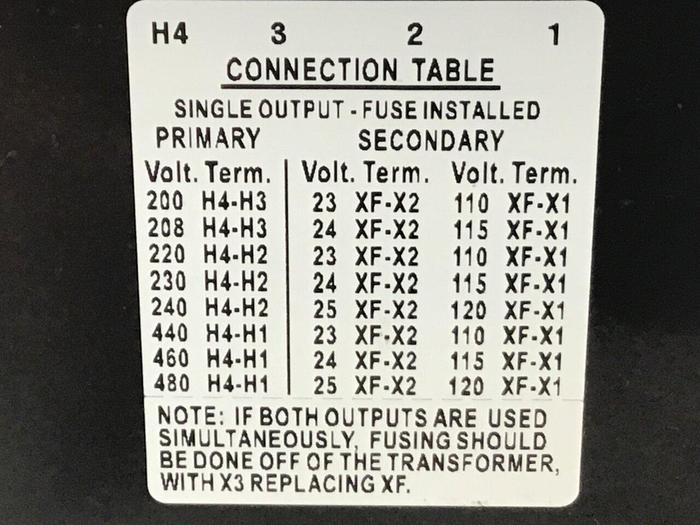 H4 3 2 1
CONNECTION TABLE
SINGLE OUTPUT - FUSE INSTALLED
PRIMARY SECONDARY
Volt. Term. Volt. Term. Volt. Term.
200 H4-H3 23 XF-X2 110 XF-X1
208 H4-H3 24 XF-X2 115 XF-X1
220 H4-H2 23 XF-X2 110 XF-X1
230 H4-H2 24 XF-X2 115 XF-X1
240 H4-H2 25 XF-X2 120 XF-X1
440 H4-H1 23 XF-X2 110 XF-X1
460 H4-H1 24 XF-X2 115 XF-X1
480 H4-H1 25 XF-X2 120 XF-X1
NOTE: IF BOTH OUTPUTS ARE USED
SIMULTANEOUSLY, FUSING SHOULD
BE DONE OFF OF THE TRANSFORMER,
WITH X3 REPLACING XF.